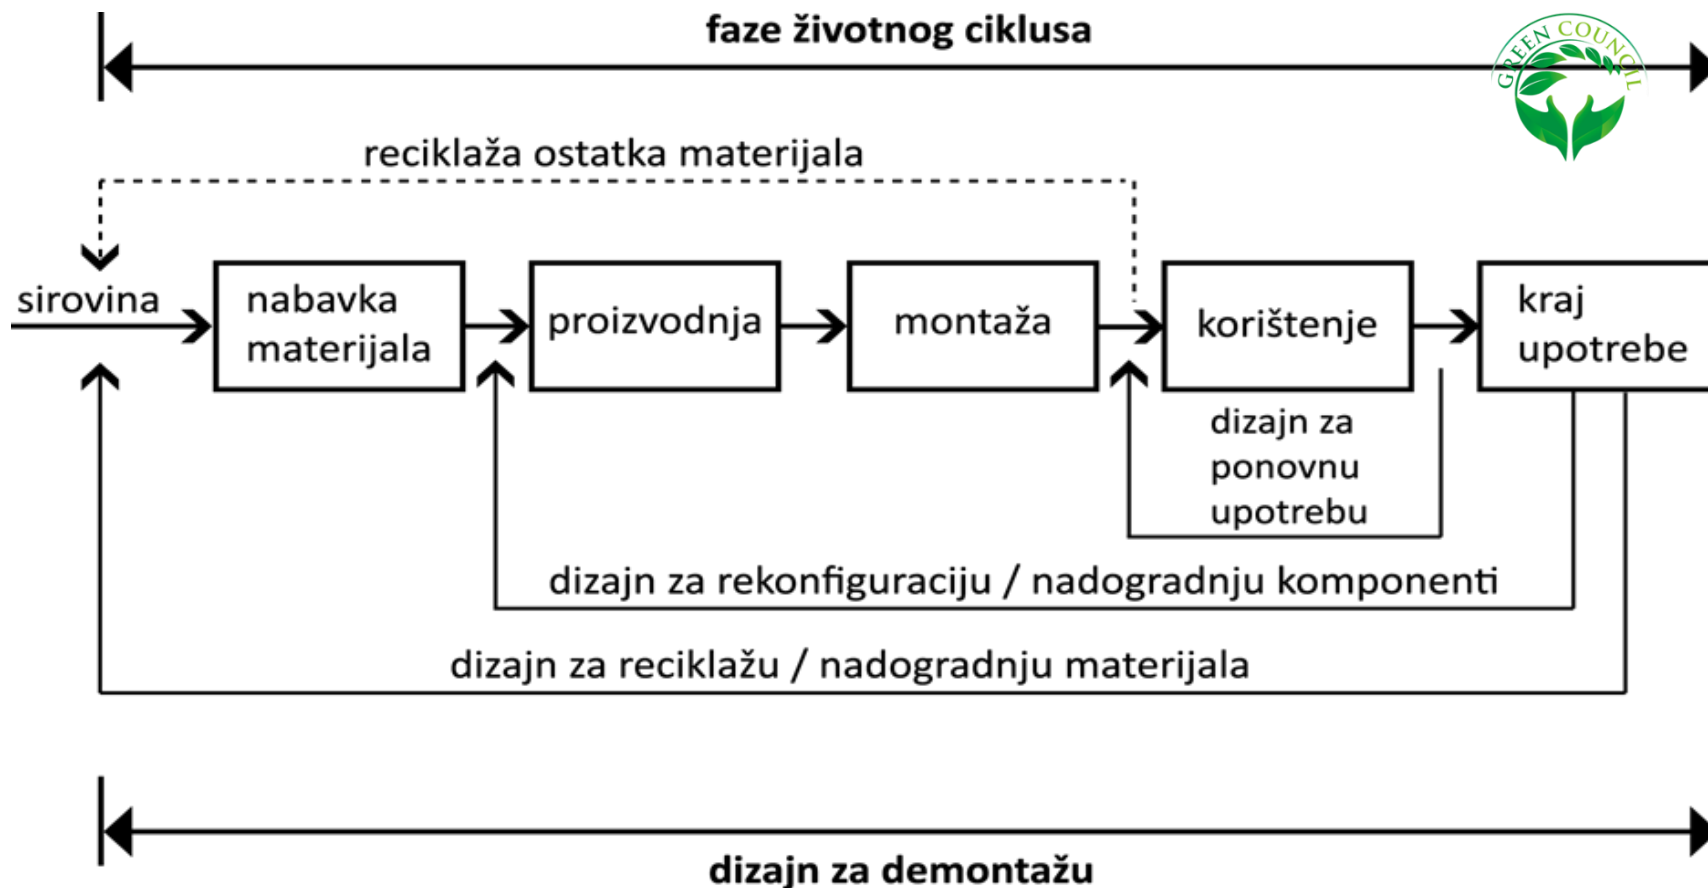 faze životnog ciklusa
GREEN COUNCIL
reciklaža ostatka materijala
sirovina
nabavka
materijala
proizvodnja
montaža
korištenje
kraj
upotrebe
dizajn za
ponovnu
upotrebu
dizajn za rekonfiguraciju / nadogradnju komponenti
dizajn za reciklažu / nadogradnju materijala
dizajn za demontažu